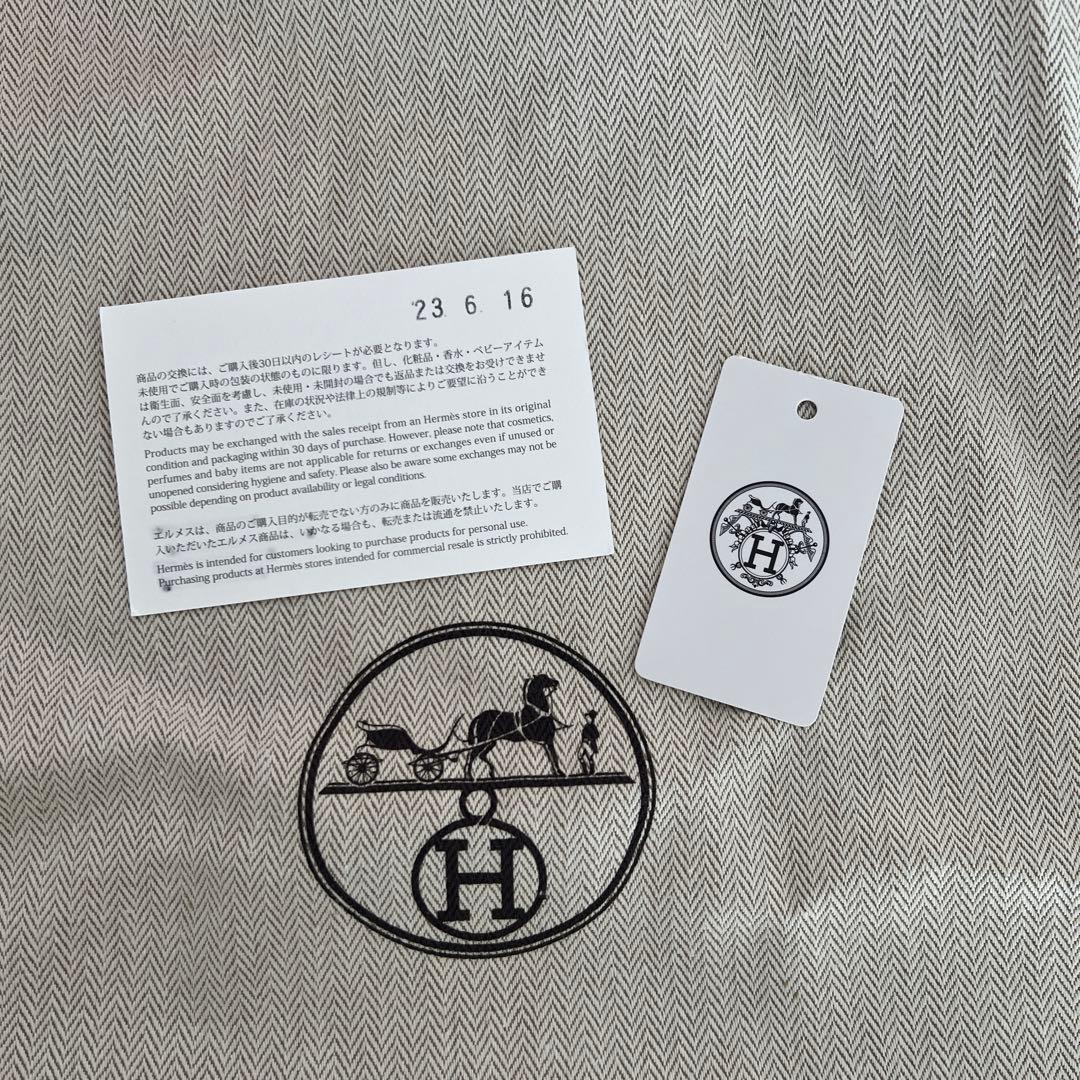 '23. 6. 16
商品の交換には、ご購入後30日以内のレシートが必要となります。
未使用でご購入時の包装の状態のものに限ります。但し、化粧品・香水・ベビーアイテム
は衛生面、安全面を考慮し、未使用・未開封の場合でも返品または交換をお受けできませ
んので了承ください。また、在庫の状況や法律上の規制等によりご要望に沿うことができ
ない場合もありますのでご了承ください。
Products may be exchanged with the sales receipt from an Hermès store in its original
condition and packaging within 30 days of purchase. However, please note that cosmetics,
perfumes and baby items are not applicable for returns or exchanges even if unused or
unopened considering hygiene and safety. Please also be aware some exchanges may not be
possible depending on product availability or legal conditions.
エルメスは、商品のご購入目的が転売でない方のみに商品を販売いたします。当店でご購
入いただいたエルメス商品は、いかなる場合も、転売または流通を禁止いたします。
Hermès is intended for customers looking to purchase products for personal use.
Purchasing products at Hermès stores intended for commercial resale is strictly prohibited.
H
H